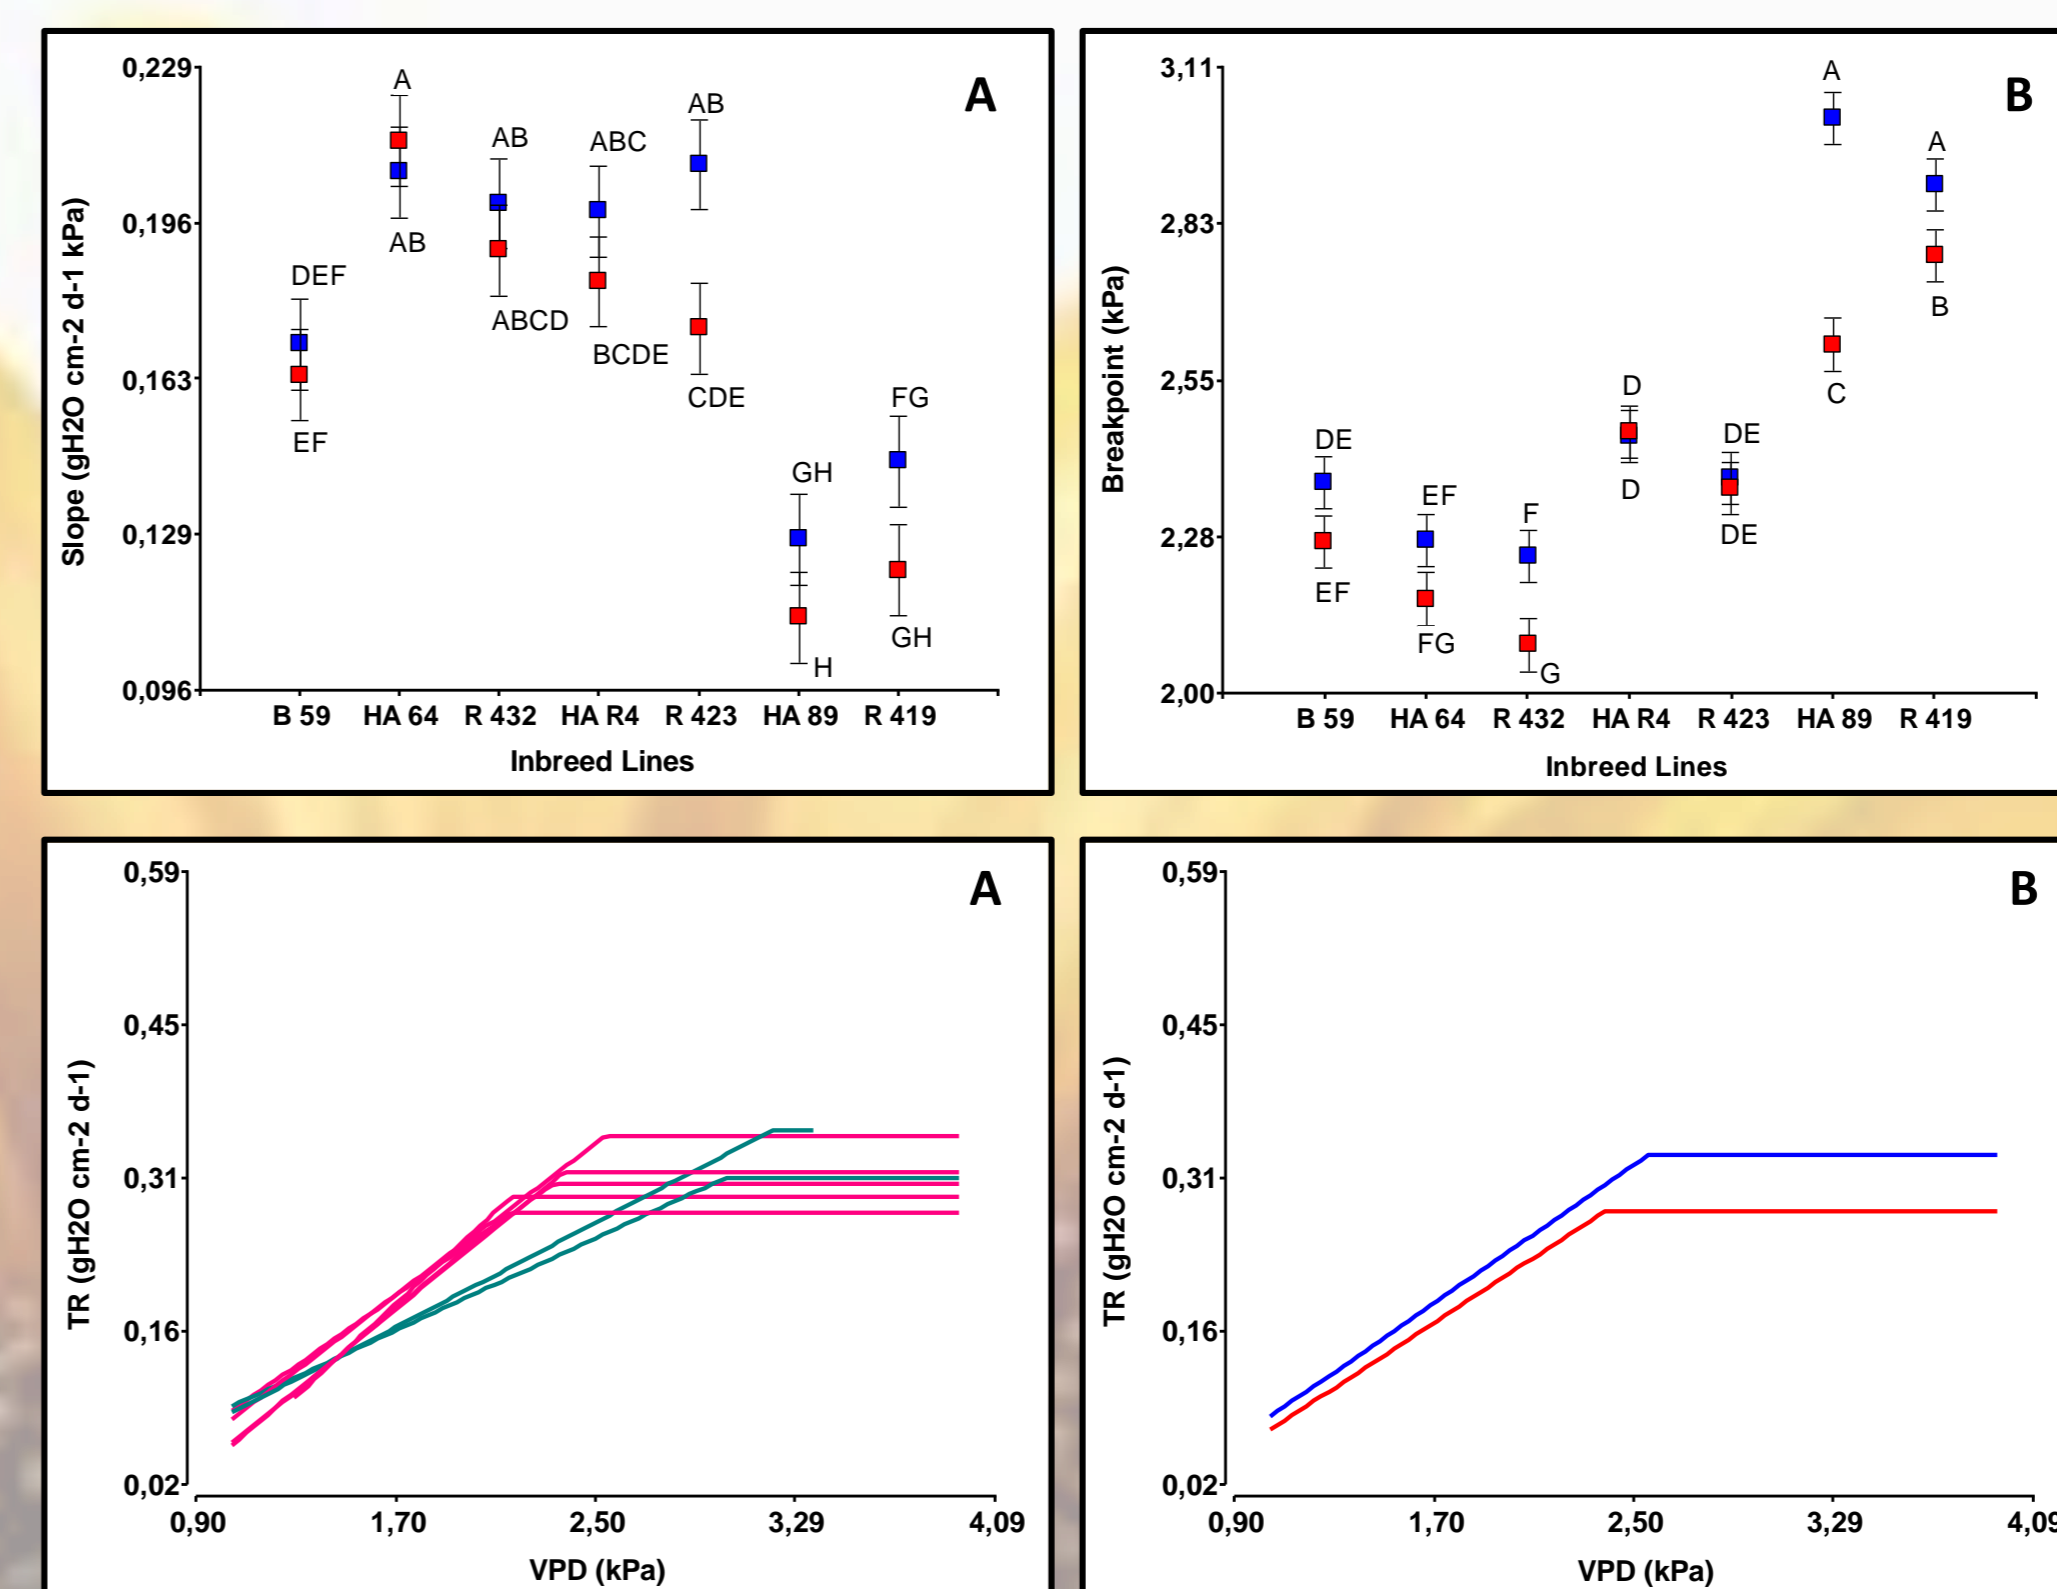 A
Slope (gH2O cm-2 d-1 kPa)
0,229
0,196
0,163
0,129
0,096
DEF
EF
A
AB
AB
ABCD
ABC
BCDE
AB
CDE
GH
H
FG
GH
B 59 HA 64 R 432 HA R4 R 423 HA 89 R 419
Inbreed Lines
B
Breakpoint (kPa)
3,11
2,83
2,55
2,28
2,00
DE
EF
EF
FG
F
G
D
D
DE
DE
A
C
A
B
B 59 HA 64 R 432 HA R4 R 423 HA 89 R 419
Inbreed Lines
A
TR (gH2O cm-2 d-1)
0,59
0,45
0,31
0,16
0,02
0,90 1,70 2,50 3,29 4,09
VPD (kPa)
B
TR (gH2O cm-2 d-1)
0,59
0,45
0,31
0,16
0,02
0,90 1,70 2,50 3,29 4,09
VPD (kPa)